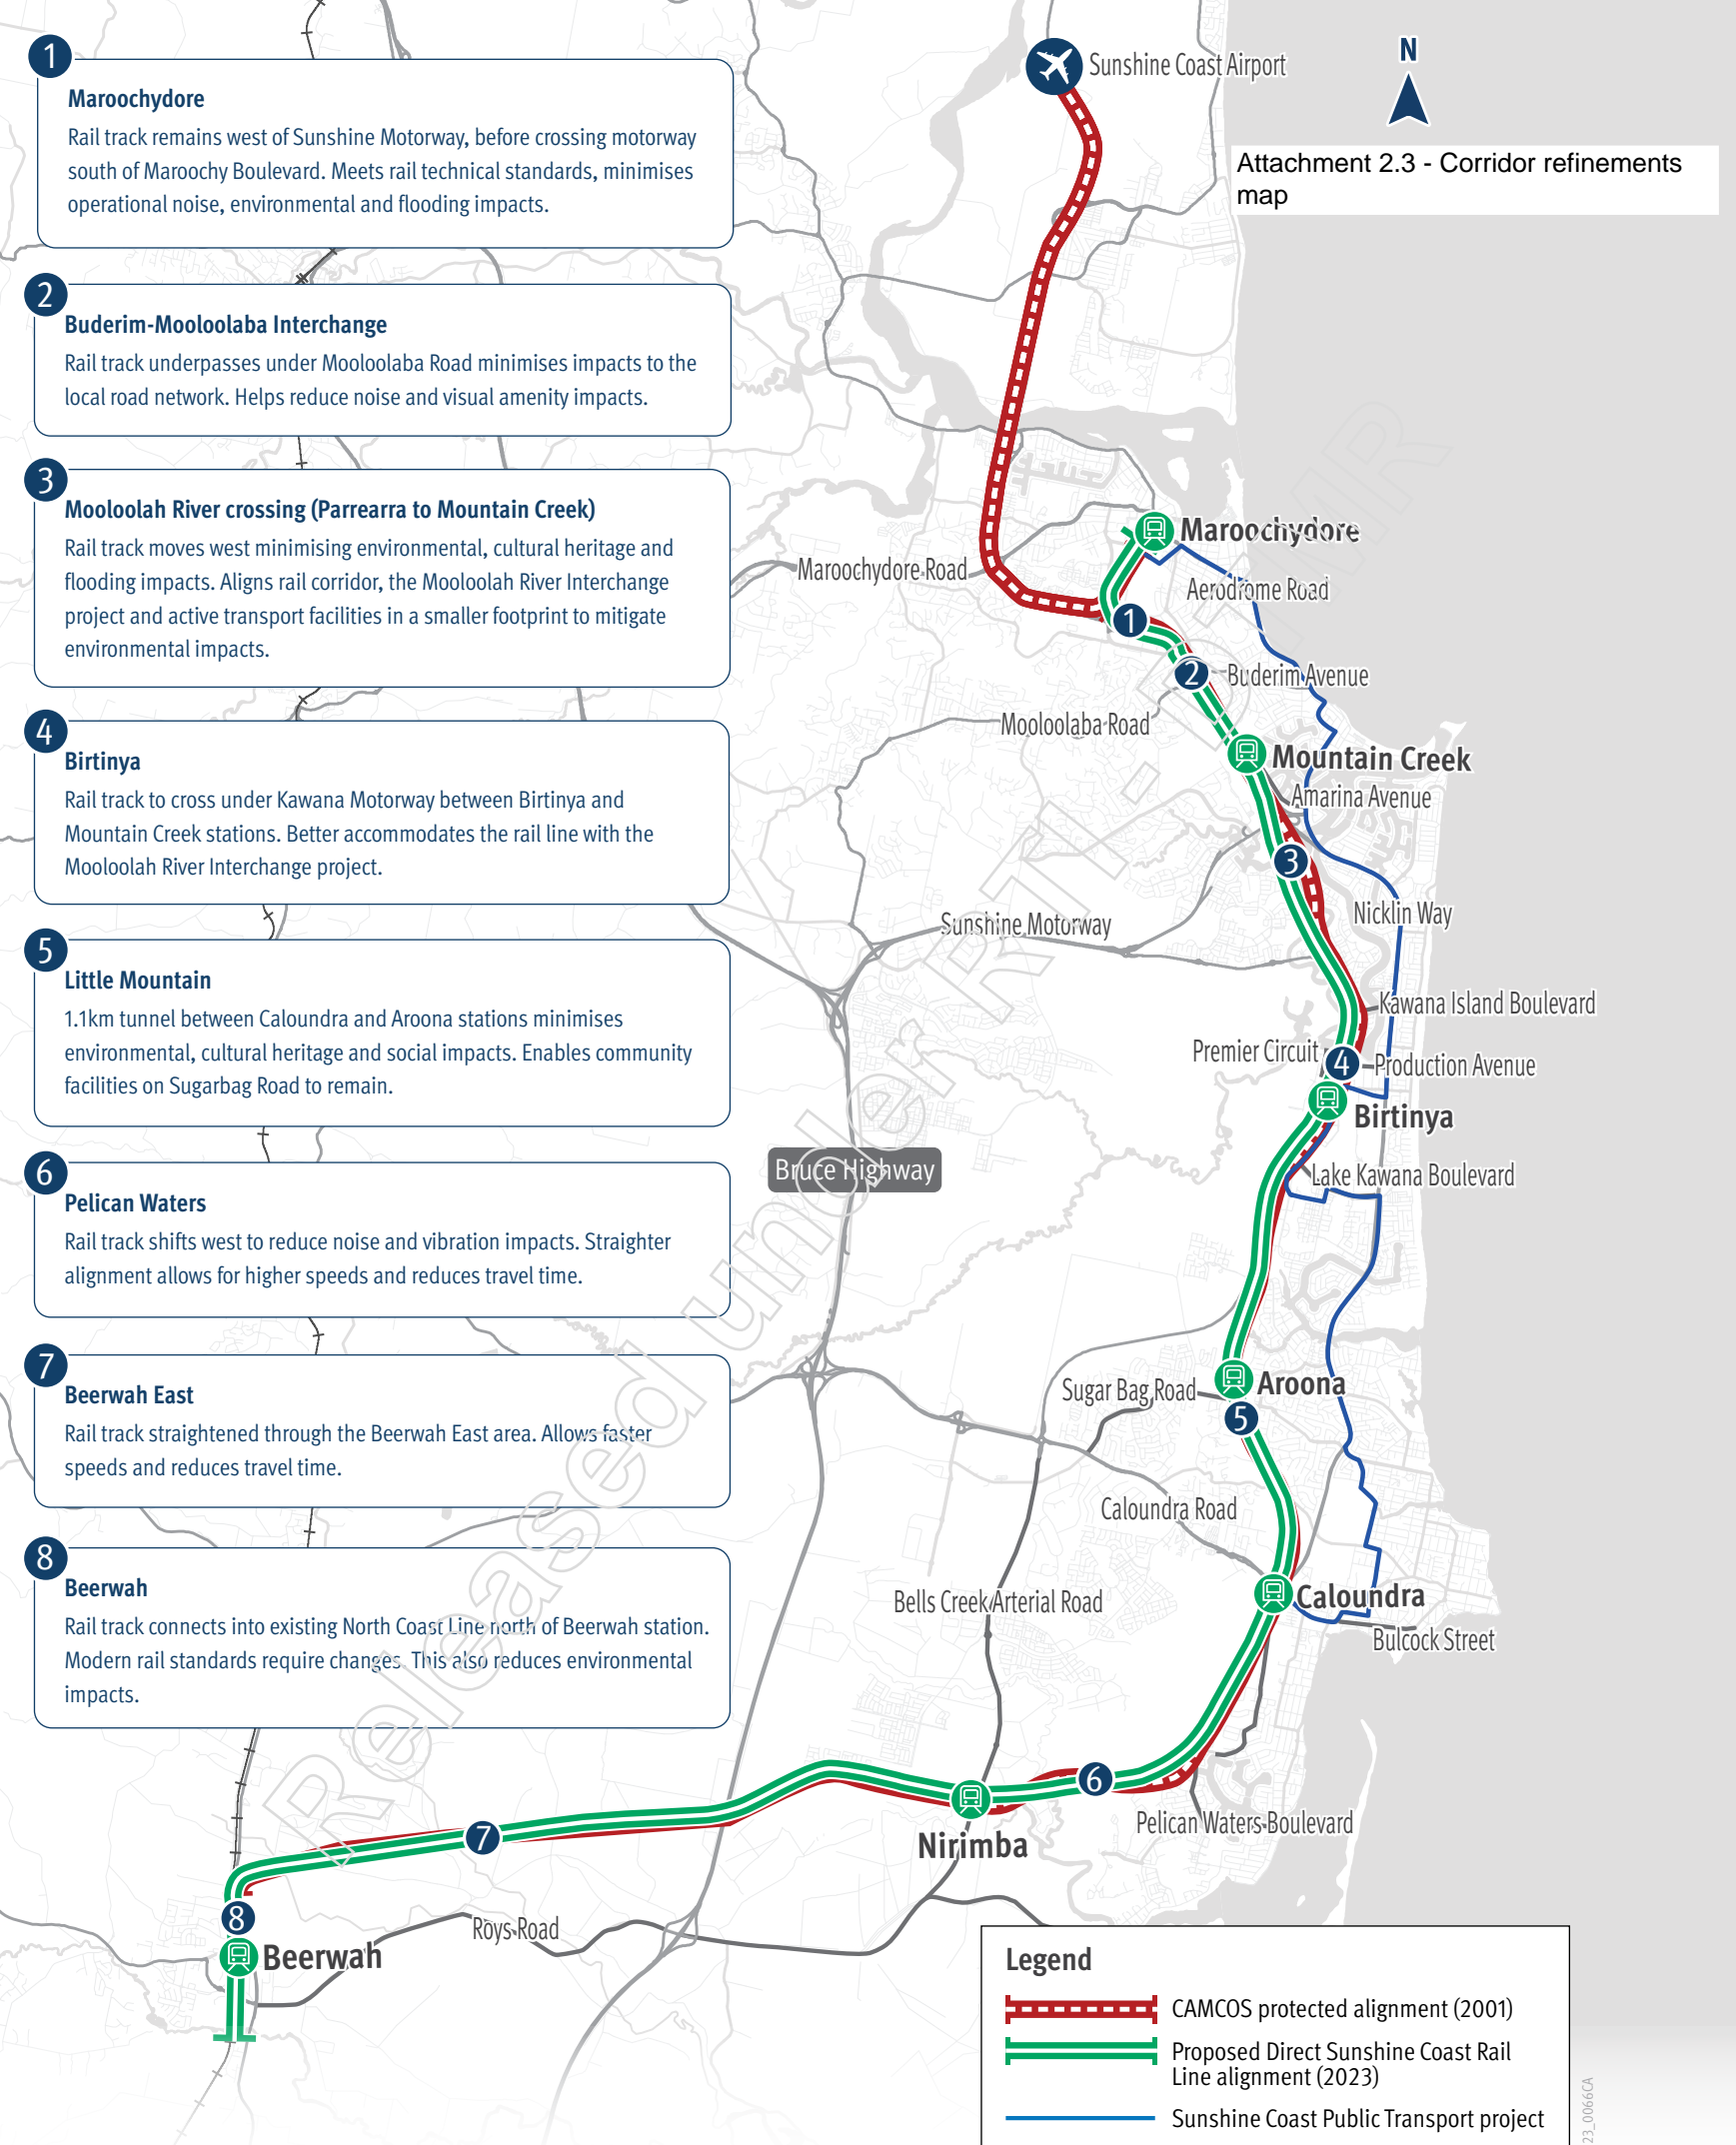 1
Maroochydore
Rail track remains west of Sunshine Motorway, before crossing motorway
south of Maroochy Boulevard. Meets rail technical standards, minimises
operational noise, environmental and flooding impacts.
2
Buderim-Mooloolaba Interchange
Rail track underpasses under Mooloolaba Road minimises impacts to the
local road network. Helps reduce noise and visual amenity impacts.
3
Mooloolah River crossing (Parrearra to Mountain Creek)
Rail track moves west minimising environmental, cultural heritage and
flooding impacts. Aligns rail corridor, the Mooloolah River Interchange
project and active transport facilities in a smaller footprint to mitigate
environmental impacts.
4
Birtinya
Rail track to cross under Kawana Motorway between Birtinya and
Mountain Creek stations. Better accommodates the rail line with the
Mooloolah River Interchange project.
5
Little Mountain
1.1km tunnel between Caloundra and Aroona stations minimises
environmental, cultural heritage and social impacts. Enables community
facilities on Sugarbag Road to remain.
6
Pelican Waters
Rail track shifts west to reduce noise and vibration impacts. Straighter
alignment allows for higher speeds and reduces travel time.
7
Beerwah East
Rail track straightened through the Beerwah East area. Allows faster
speeds and reduces travel time.
8
Beerwah
Rail track connects into existing North Coast Line north of Beerwah station.
Modern rail standards require changes. This also reduces environmental
impacts.
Sunshine Coast Airport
N
Attachment 2.3 - Corridor refinements
map
Maroochydore
Maroochydore Road
Aerodrome Road
1
2
Buderim Avenue
Mooloolaba Road
Mountain Creek
Amarina Avenue
3
Nicklin Way
Sunshine Motorway
Kawana Island Boulevard
Premier Circuit
4
Production Avenue
Birtinya
Bruce Highway
Lake Kawana Boulevard
Aroona
Sugar Bag Road
5
Caloundra Road
Caloundra
Bells Creek Arterial Road
Bulcock Street
6
Nirimba
Pelican Waters Boulevard
7
8
Roys Road
Beerwah
Released under RTI - DTMR
Legend
CAMCOS protected alignment (2001)
Proposed Direct Sunshine Coast Rail
Line alignment (2023)
Sunshine Coast Public Transport project
23_0066CA